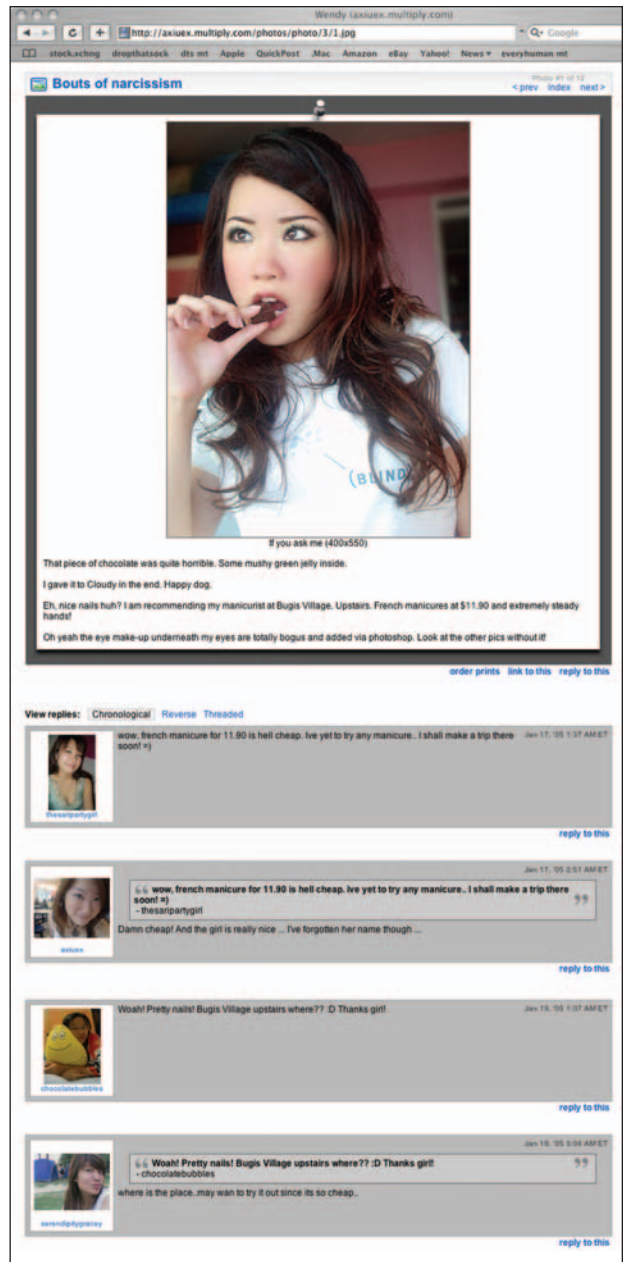 Wendy (axiuex.multiply.com)
http://axiuex.multiply.com/photos/photo/3/1.jpg
Google
stock.xchng dropthatsock dts mt Apple QuickPost .Mac Amazon eBay Yahoo! News ▾ everyhuman mt
Bouts of narcissism
Photo #1 of 12
< prev index next >
(BLIND)
If you ask me (400x550)
That piece of chocolate was quite horrible. Some mushy green jelly inside.
I gave it to Cloudy in the end. Happy dog.
Eh, nice nails huh? I am recommending my manicurist at Bugis Village. Upstairs. French manicures at $11.90 and extremely steady
hands!
Oh yeah the eye make-up underneath my eyes are totally bogus and added via photoshop. Look at the other pics without it!
order prints link to this reply to this
View replies: Chronological Reverse Threaded
wow, french manicure for 11.90 is hell cheap. Ive yet to try any manicure.. I shall make a trip there
soon! =)
Jan 17, '05 1:37 AM ET
thesaripartygirl
reply to this
Jan 17, '05 2:51 AM ET
wow, french manicure for 11.90 is hell cheap. Ive yet to try any manicure.. I shall make a trip there
soon! =)
- thesaripartygirl
Damn cheap! And the girl is really nice ... I've forgotten her name though ...
axiuex
reply to this
Woah! Pretty nails! Bugis Village upstairs where?? :D Thanks girl!
Jan 19, '05 1:07 AM ET
chocolatebubbles
reply to this
Jan 19, '05 5:04 AM ET
Woah! Pretty nails! Bugis Village upstairs where?? :D Thanks girl!
- chocolatebubbles
where is the place..may wan to try it out since its so cheap..
serendipitygracey
reply to this